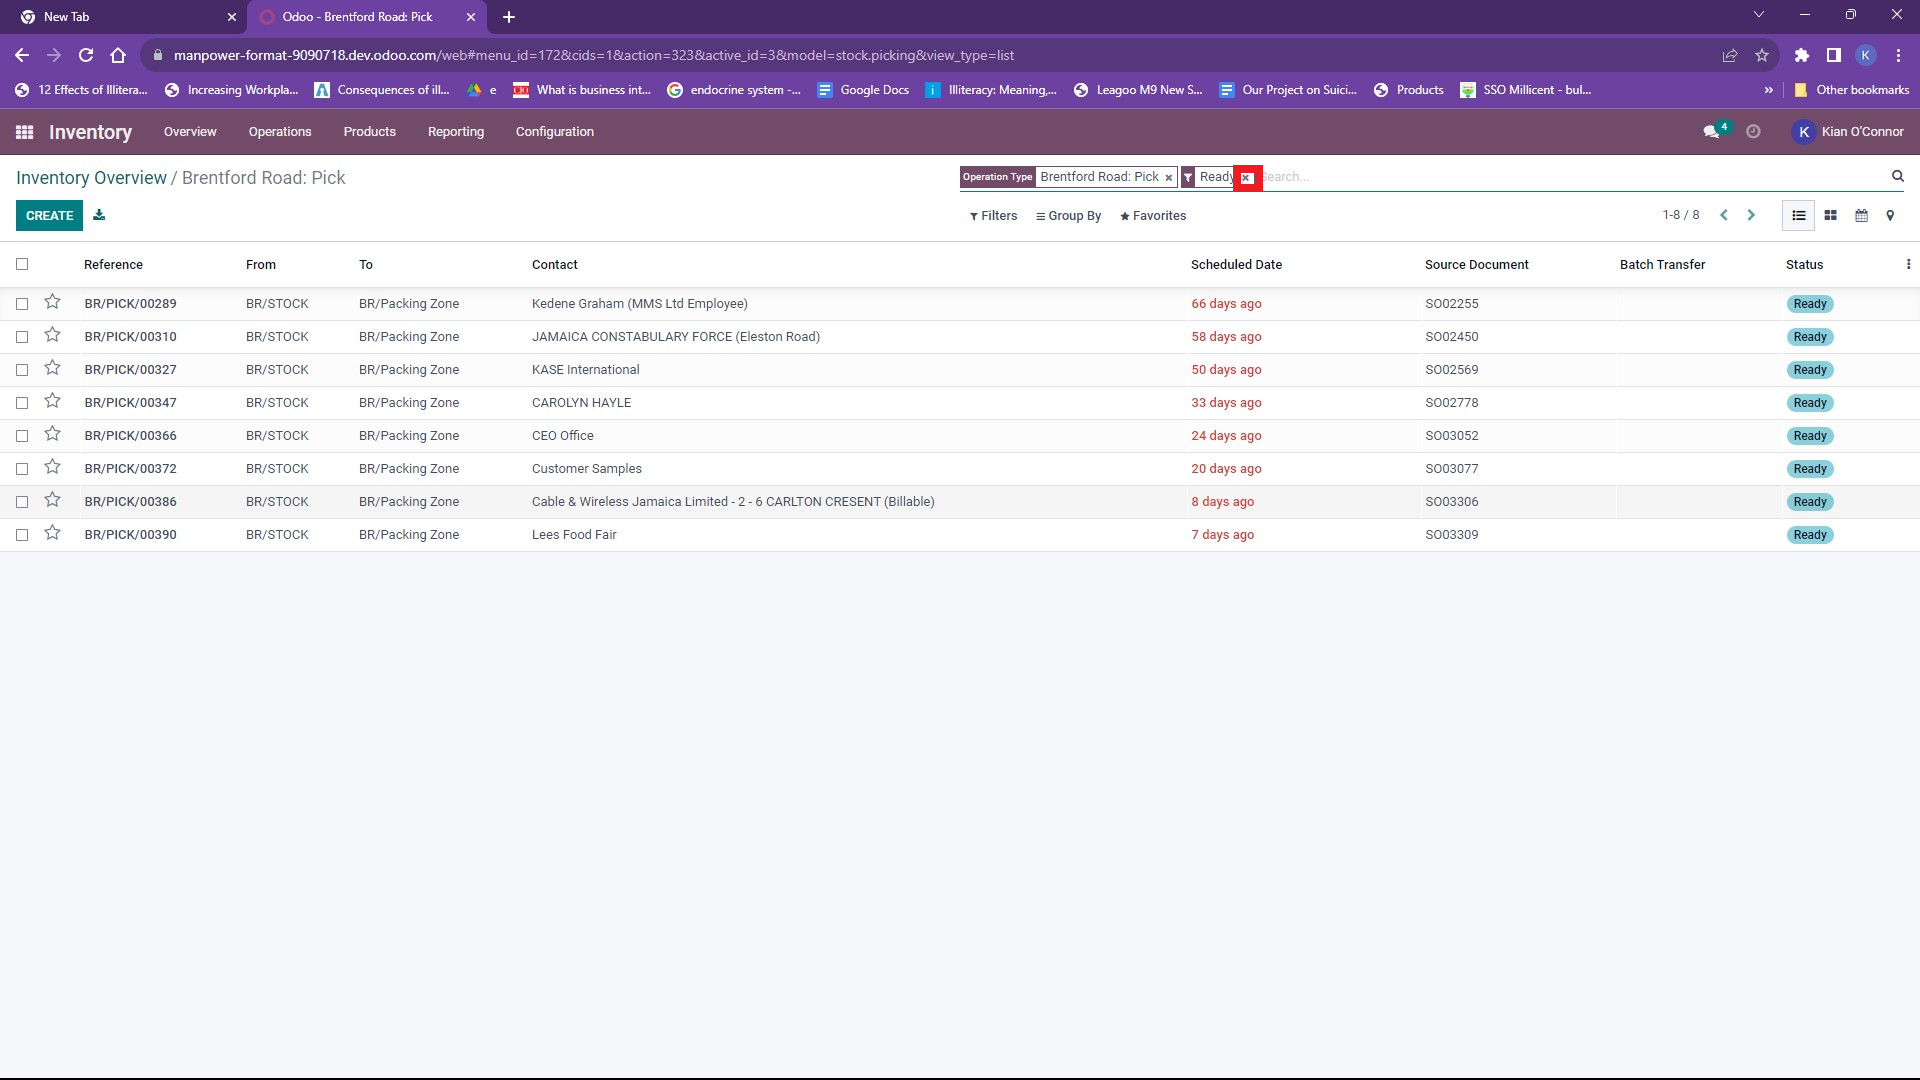 New Tab
Odoo - Brentford Road: Pick
manpower-format-9090718.dev.odoo.com/web#menu_id=172&cids=1&action=323&active_id=3&model=stock.picking&view_type=list
K
12 Effects of Illitera... Increasing Workpla... Consequences of ill... e What is business int... endocrine system -... Google Docs Illiteracy: Meaning,... Leagoo M9 New S... Our Project on Suici... Products SSO Millicent - bul... » Other bookmarks
Inventory Overview Operations Products Reporting Configuration 4 K Kian O'Connor
Inventory Overview / Brentford Road: Pick
Operation Type Brentford Road: Pick Ready Search...
CREATE
Filters Group By Favorites 1-8 / 8
Reference From To Contact Scheduled Date Source Document Batch Transfer Status
BR/PICK/00289 BR/STOCK BR/Packing Zone Kedene Graham (MMS Ltd Employee) 66 days ago SO02255 Ready
BR/PICK/00310 BR/STOCK BR/Packing Zone JAMAICA CONSTABULARY FORCE (Eleston Road) 58 days ago SO02450 Ready
BR/PICK/00327 BR/STOCK BR/Packing Zone KASE International 50 days ago SO02569 Ready
BR/PICK/00347 BR/STOCK BR/Packing Zone CAROLYN HAYLE 33 days ago SO02778 Ready
BR/PICK/00366 BR/STOCK BR/Packing Zone CEO Office 24 days ago SO03052 Ready
BR/PICK/00372 BR/STOCK BR/Packing Zone Customer Samples 20 days ago SO03077 Ready
BR/PICK/00386 BR/STOCK BR/Packing Zone Cable & Wireless Jamaica Limited - 2 - 6 CARLTON CRESENT (Billable) 8 days ago SO03306 Ready
BR/PICK/00390 BR/STOCK BR/Packing Zone Lees Food Fair 7 days ago SO03309 Ready